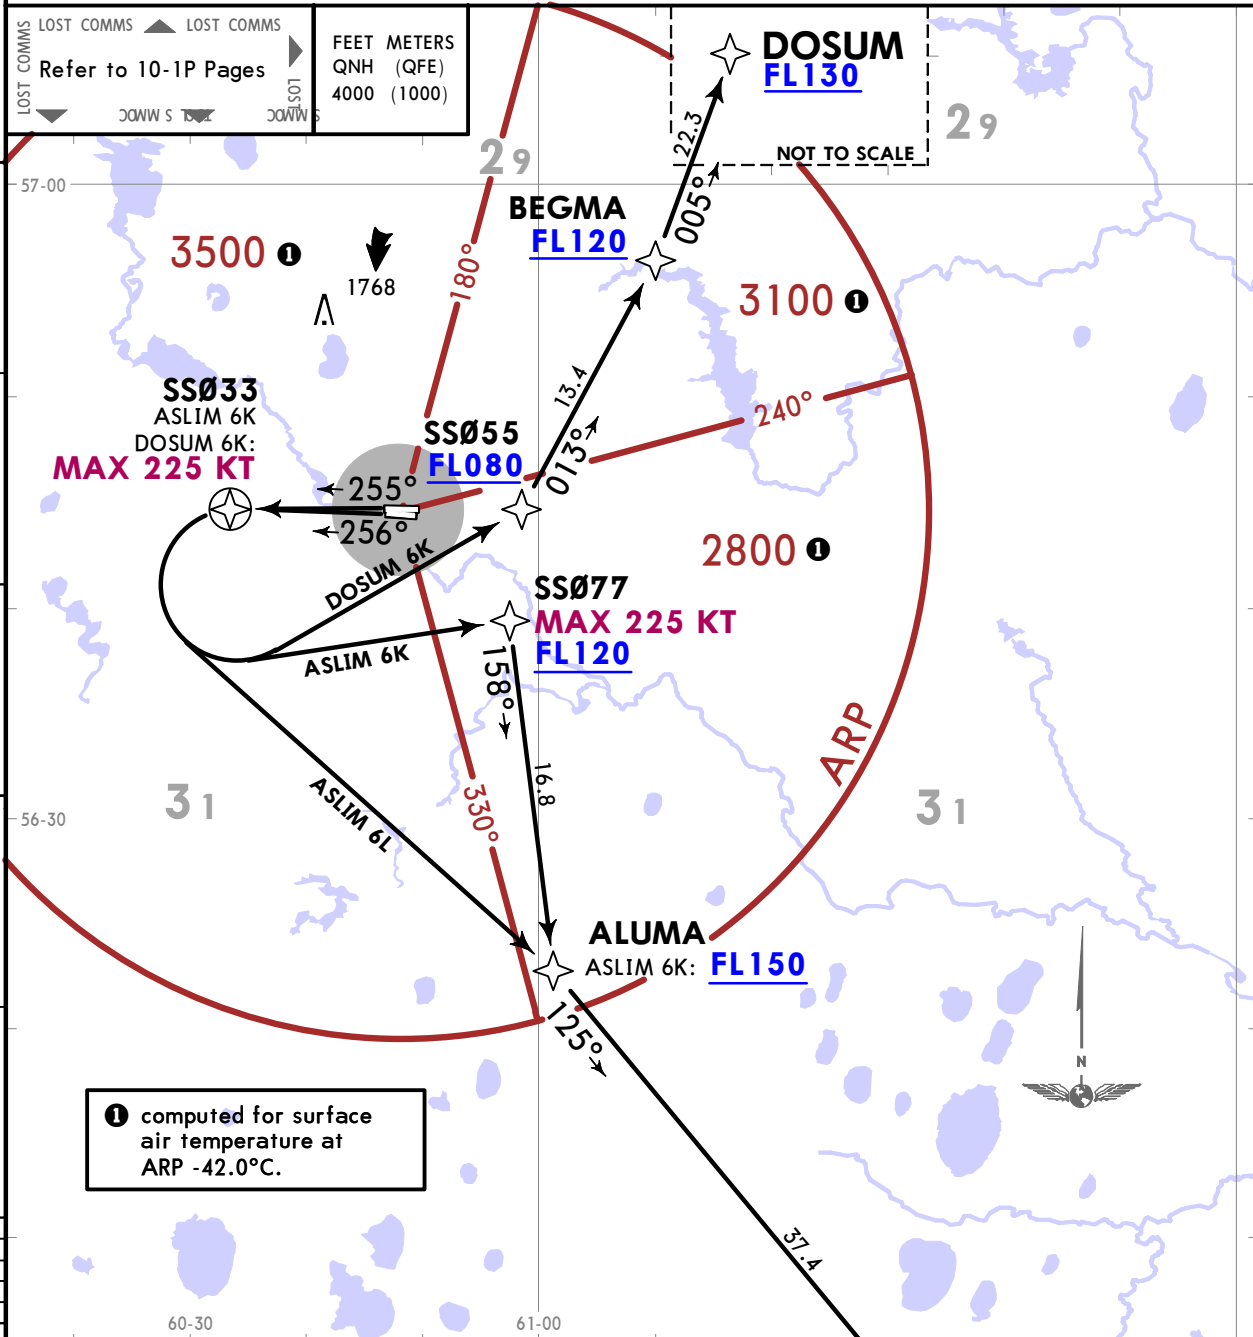 LOST COMMS LOST COMMS
LOST COMMS
Refer to 10-1P Pages
LOST
FEET METERS
QNH (QFE)
4000 (1000)
DOSUM
FL130
29
29
NOT TO SCALE
22.3
005°
57-00
BEGMA
FL120
3500 ❶
1768
180°
3100 ❶
13.4
240°
SSØ33
ASLIM 6K
DOSUM 6K:
MAX 225 KT
SSØ55
FL080
013°
255°
256°
DOSUM 6K
2800 ❶
SSØ77
MAX 225 KT
FL120
ASLIM 6K
158°
ARP
16.8
ASLIM 6L
330°
31
31
56-30
ALUMA
ASLIM 6K: FL150
125°
N
❶ computed for surface
air temperature at
ARP -42.0°C.
37.4
60-30
61-00